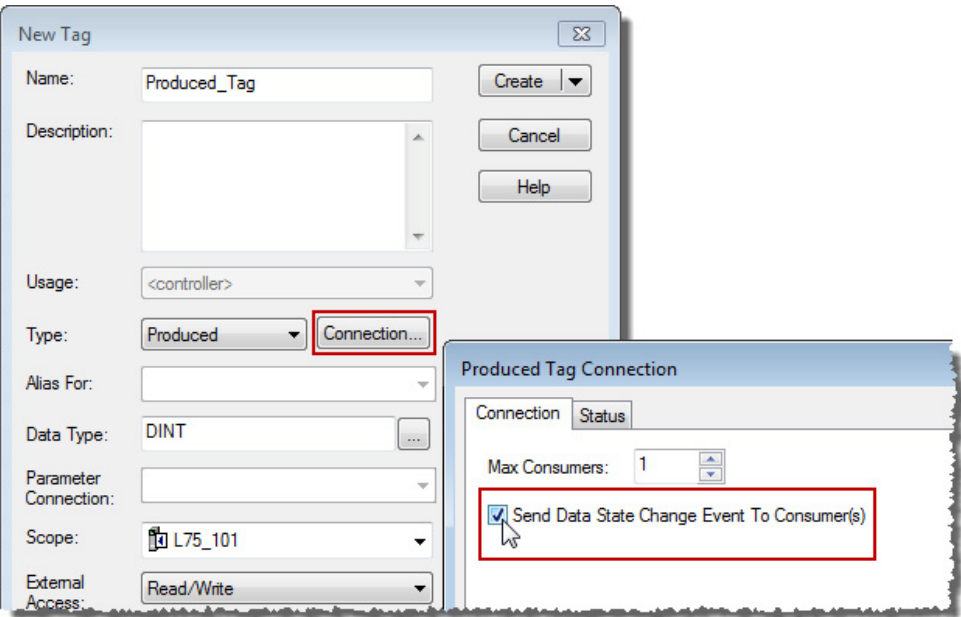 New Tag
Name:
Produced_Tag
Create
Description:
Cancel
Help
Usage:
<controller>
Type:
Produced
Connection...
Alias For:
Data Type:
DINT
...
Parameter
Connection:
Scope:
L75_101
External
Access:
Read/Write
Produced Tag Connection
Connection
Status
Max Consumers:
1
Send Data State Change Event To Consumer(s)